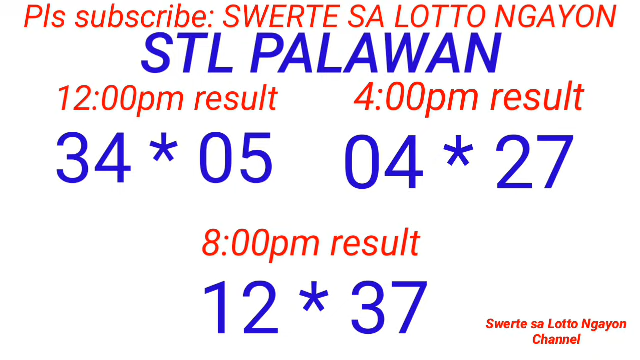 Pls subscribe: SWERTE SA LOTTO NGAYON
STL PALAWAN
12:00pm result
34 * 05
4:00pm result
04 * 27
8:00pm result
12 * 37
Swerte sa Lotto Ngayon
Channel